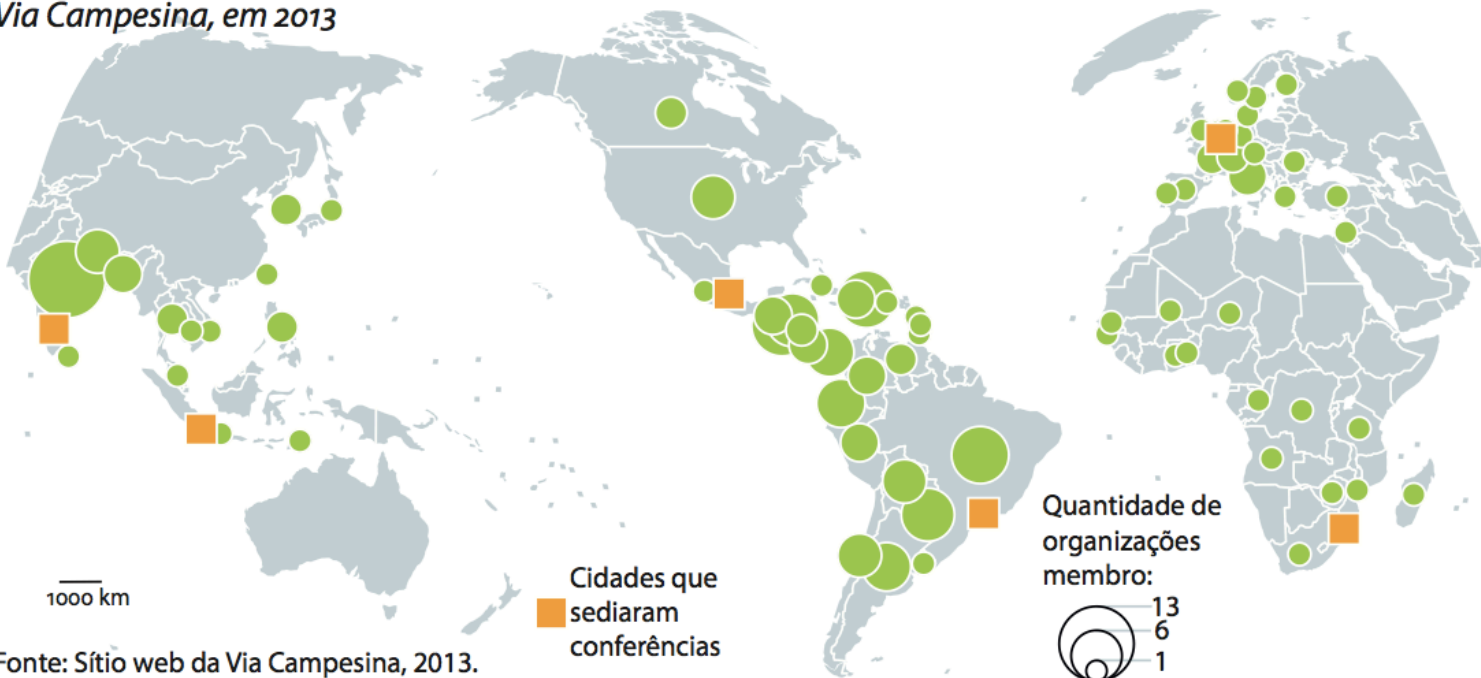 Via Campesina, em 2013
Quantidade de
organizações
membro:
13
6
1
Cidades que
sediaram
conferências
1000 km
Fonte: Sítio web da Via Campesina, 2013.